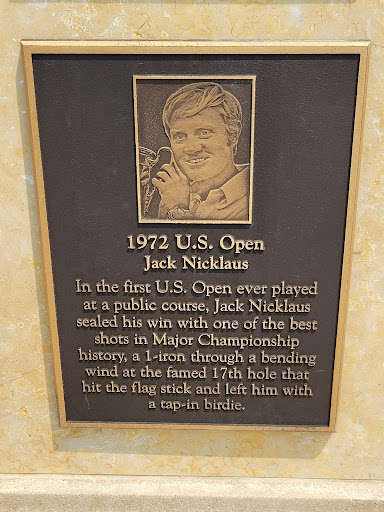 1972 U.S. Open
Jack Nicklaus
In the first U.S. Open ever played
at a public course, Jack Nicklaus
sealed his win with one of the best
shots in Major Championship
history, a 1-iron through a bending
wind at the famed 17th hole that
hit the flag stick and left him with
a tap-in birdie.